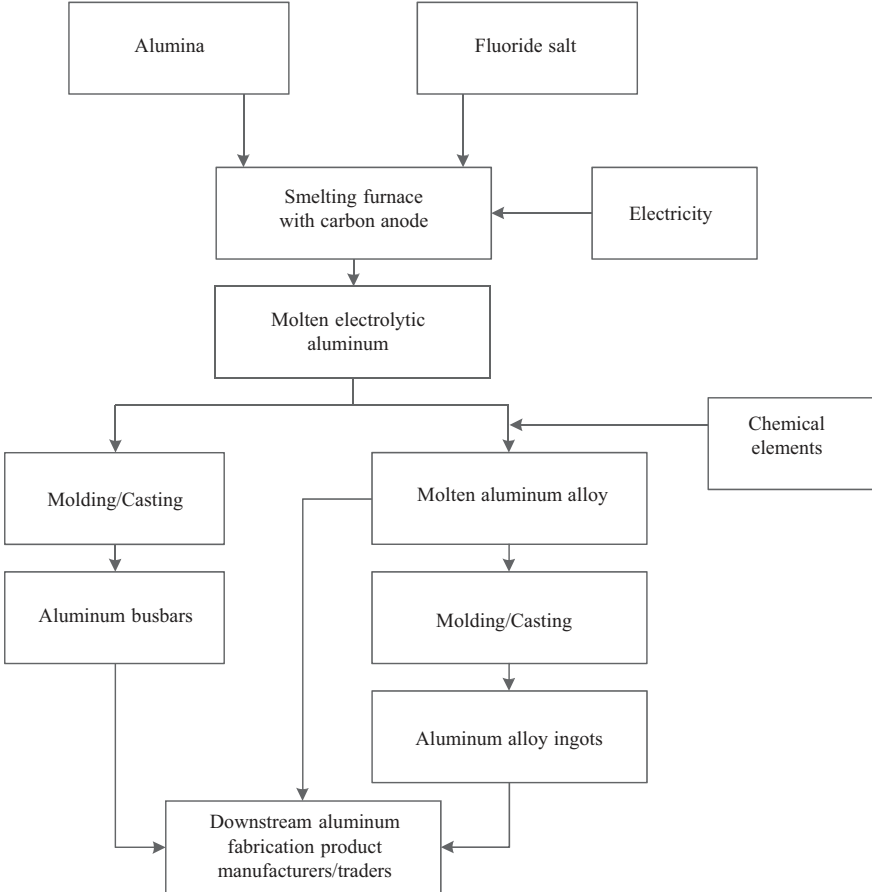 Alumina
Fluoride salt
Smelting furnace
with carbon anode
Electricity
Molten electrolytic
aluminum
Chemical
elements
Molding/Casting
Molten aluminum alloy
Aluminum busbars
Molding/Casting
Aluminum alloy ingots
Downstream aluminum
fabrication product
manufacturers/traders